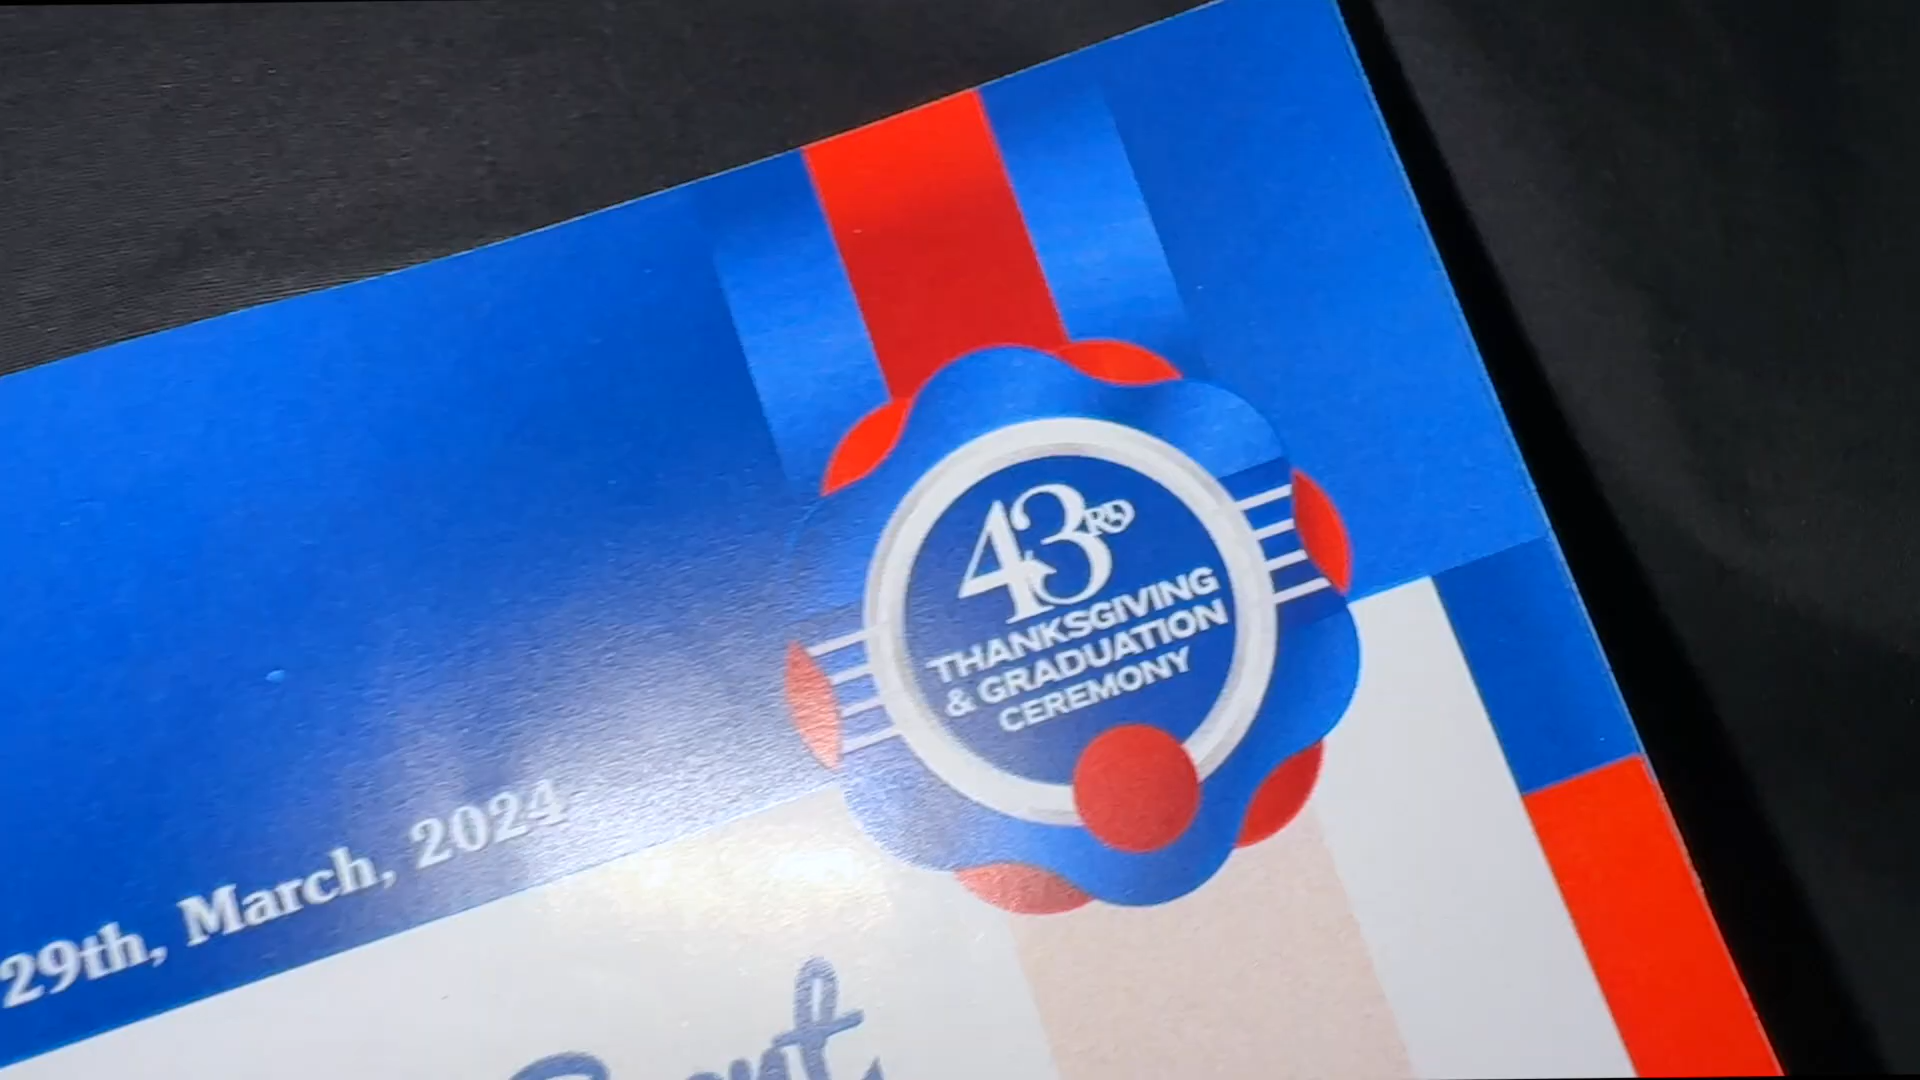 43RD
THANKSGIVING
& GRADUATION
CEREMONY
29th, March, 2024